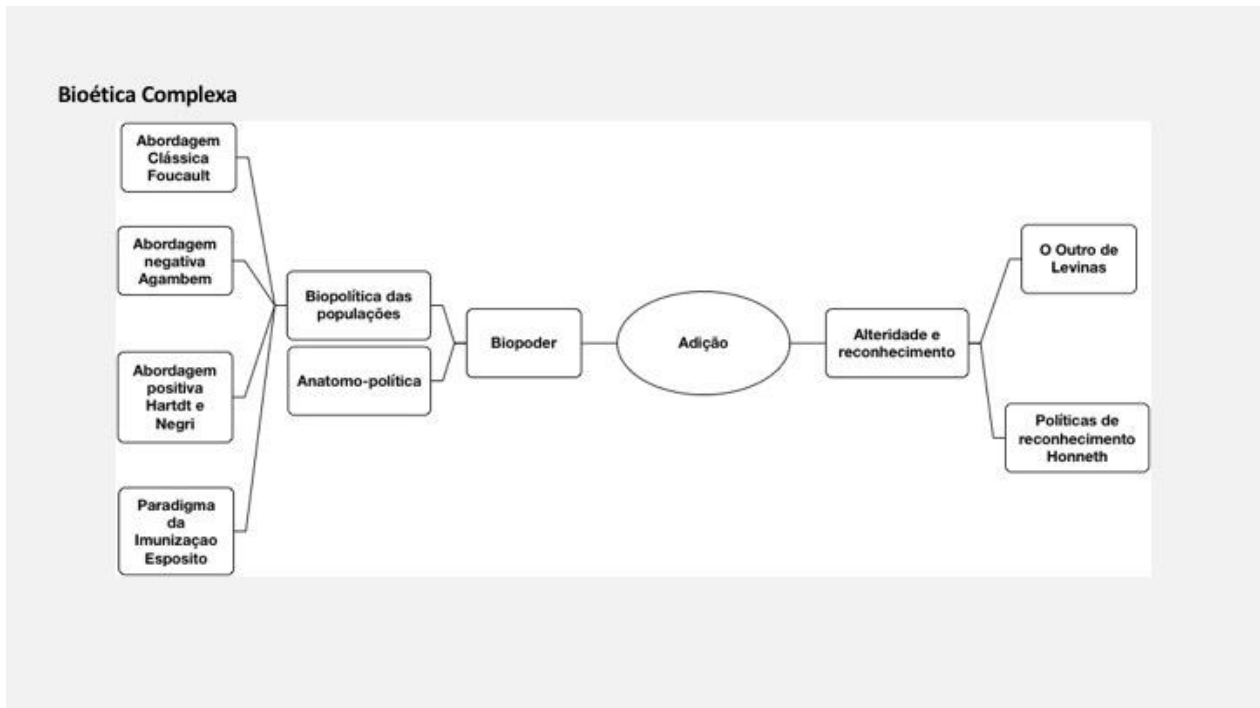 Bioética Complexa
Abordagem
Clássica
Foucault
Abordagem
negativa
Agambem
Abordagem
positiva
Hartdt e
Negri
Paradigma
da
Imunizaçao
Esposito
Biopolítica das
populações
Anatomo-política
Biopoder
Adição
Alteridade e
reconhecimento
O Outro de
Levinas
Políticas de
reconhecimento
Honneth